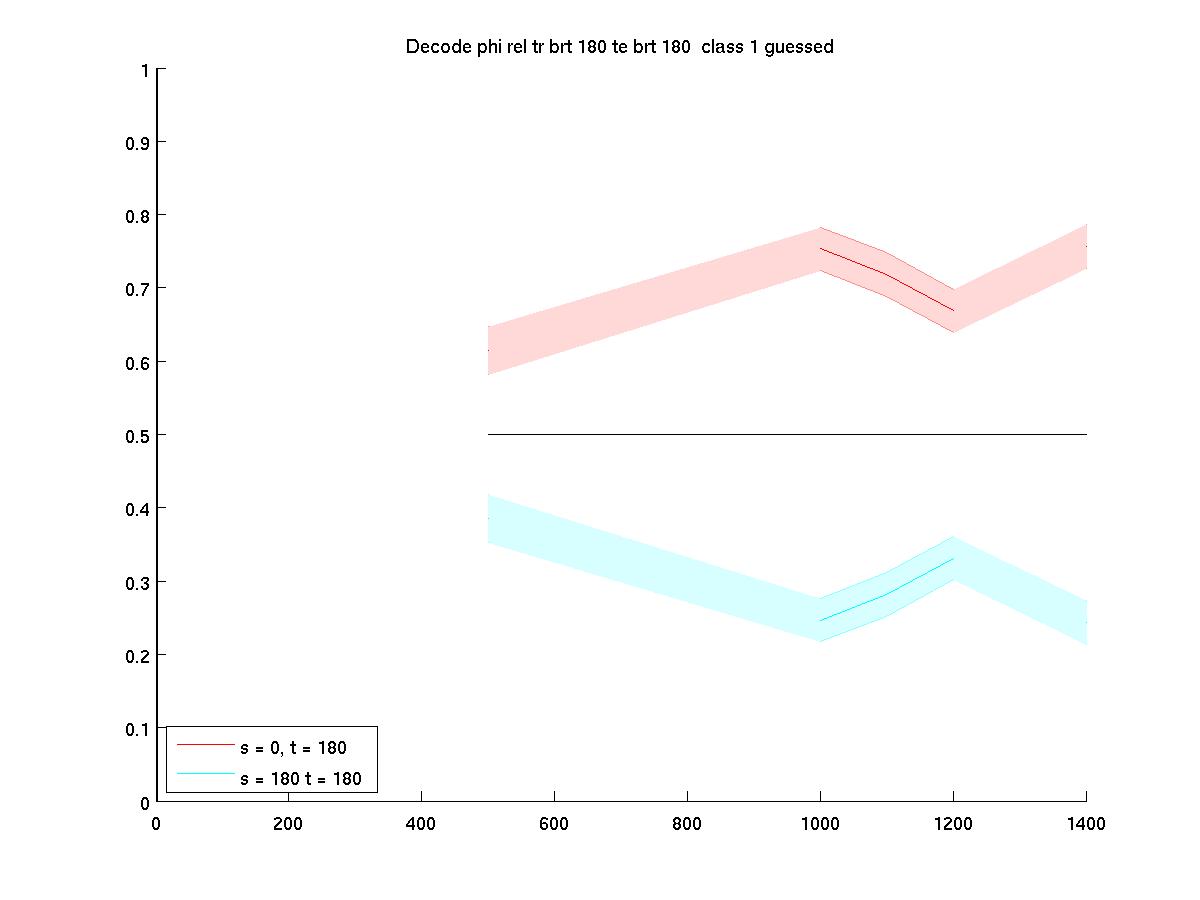 Decode phi rel tr brt 180 te brt 180  class 1 guessed
1
0.9
0.8
0.7
0.6
0.5
0.4
0.3
0.2
0.1
0
s = 0, t = 180
s = 180 t = 180
0 200 400 600 800 1000 1200 1400